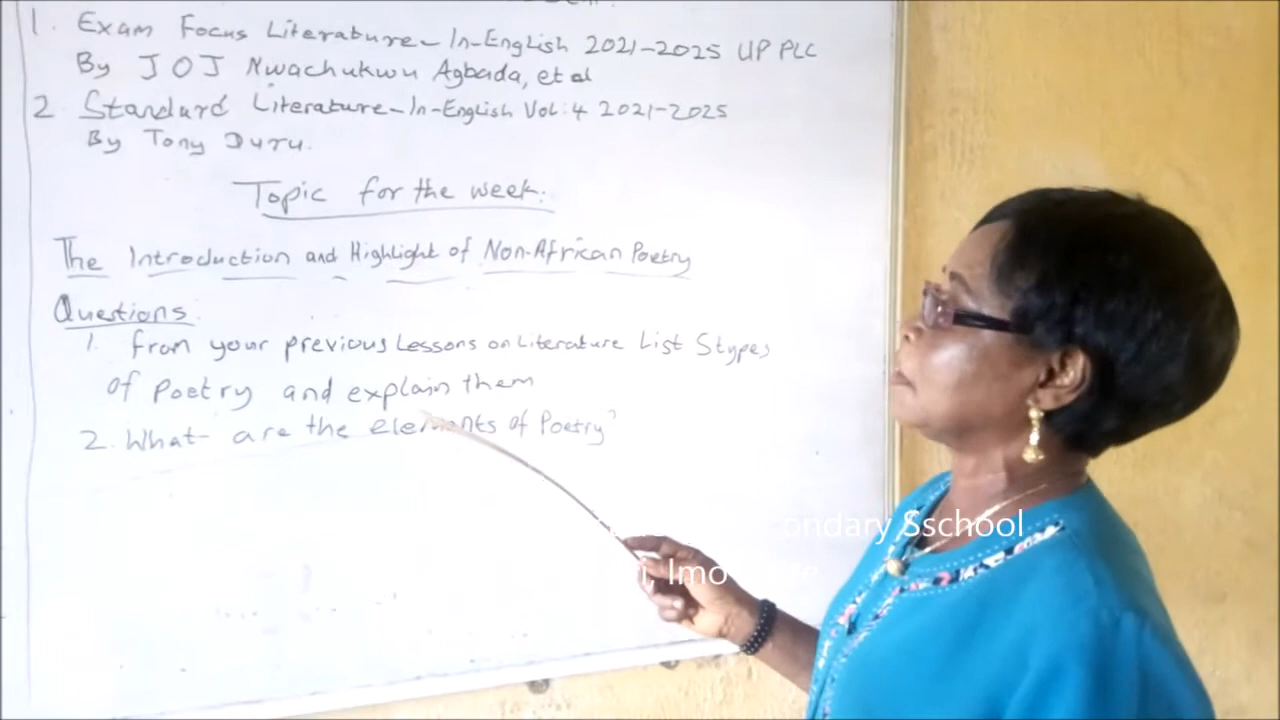 1. Exam Focus Literature-In-English 2021-2025 UP PLC
By JOJ Nwachukwu Agbada, et al
2 Standard Literature-In-English Vol:4 2021-2025
By Tony Duru.
Topic for the week.
The Introduction and Highlight of Non-African Poetry
Questions.
1. from your previous Lessons on Literature List 5types
of Poetry and explain them
2. What are the elements of Poetry?
ondary Sschool
i, Imo